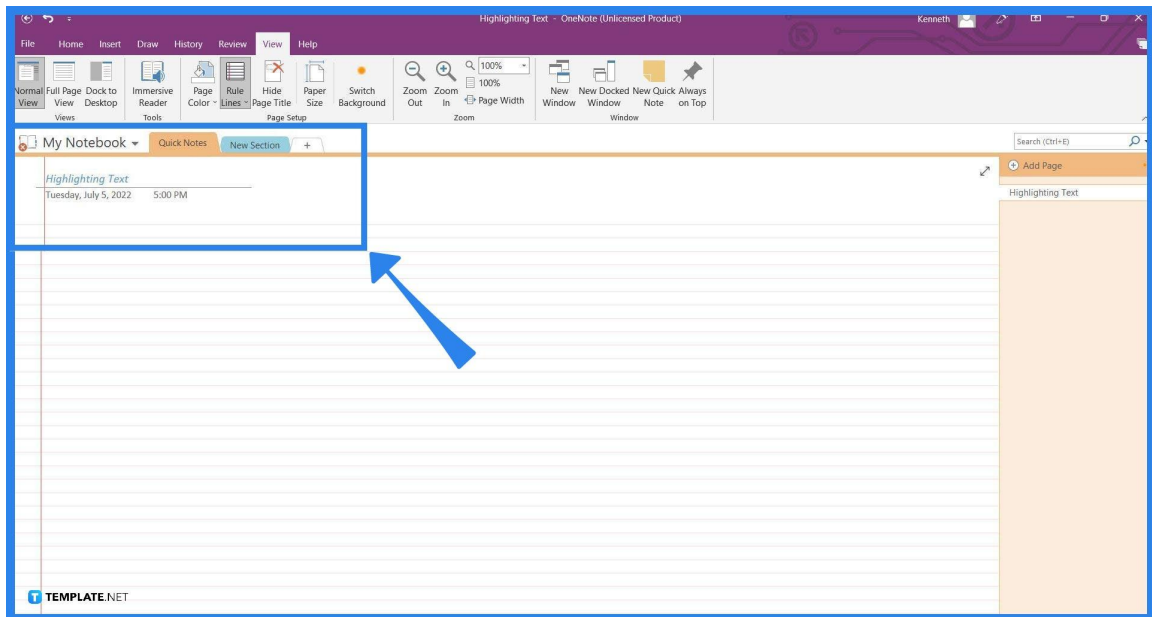 Highlighting Text - OneNote (Unlicensed Product)
Kenneth
File Home Insert Draw History Review View Help
Normal View
Full Page View
Dock to Desktop
Immersive Reader
Page Color
Rule Lines
Hide Page Title
Paper Size
Switch Background
Zoom Out
Zoom In
100%
100%
Page Width
New Window
New Docked Window
New Quick Note
Always on Top
Views Tools Page Setup Zoom Window
My Notebook Quick Notes New Section +
Search (Ctrl+E)
Highlighting Text
Tuesday, July 5, 2022 5:00 PM
Add Page
Highlighting Text
T TEMPLATE.NET